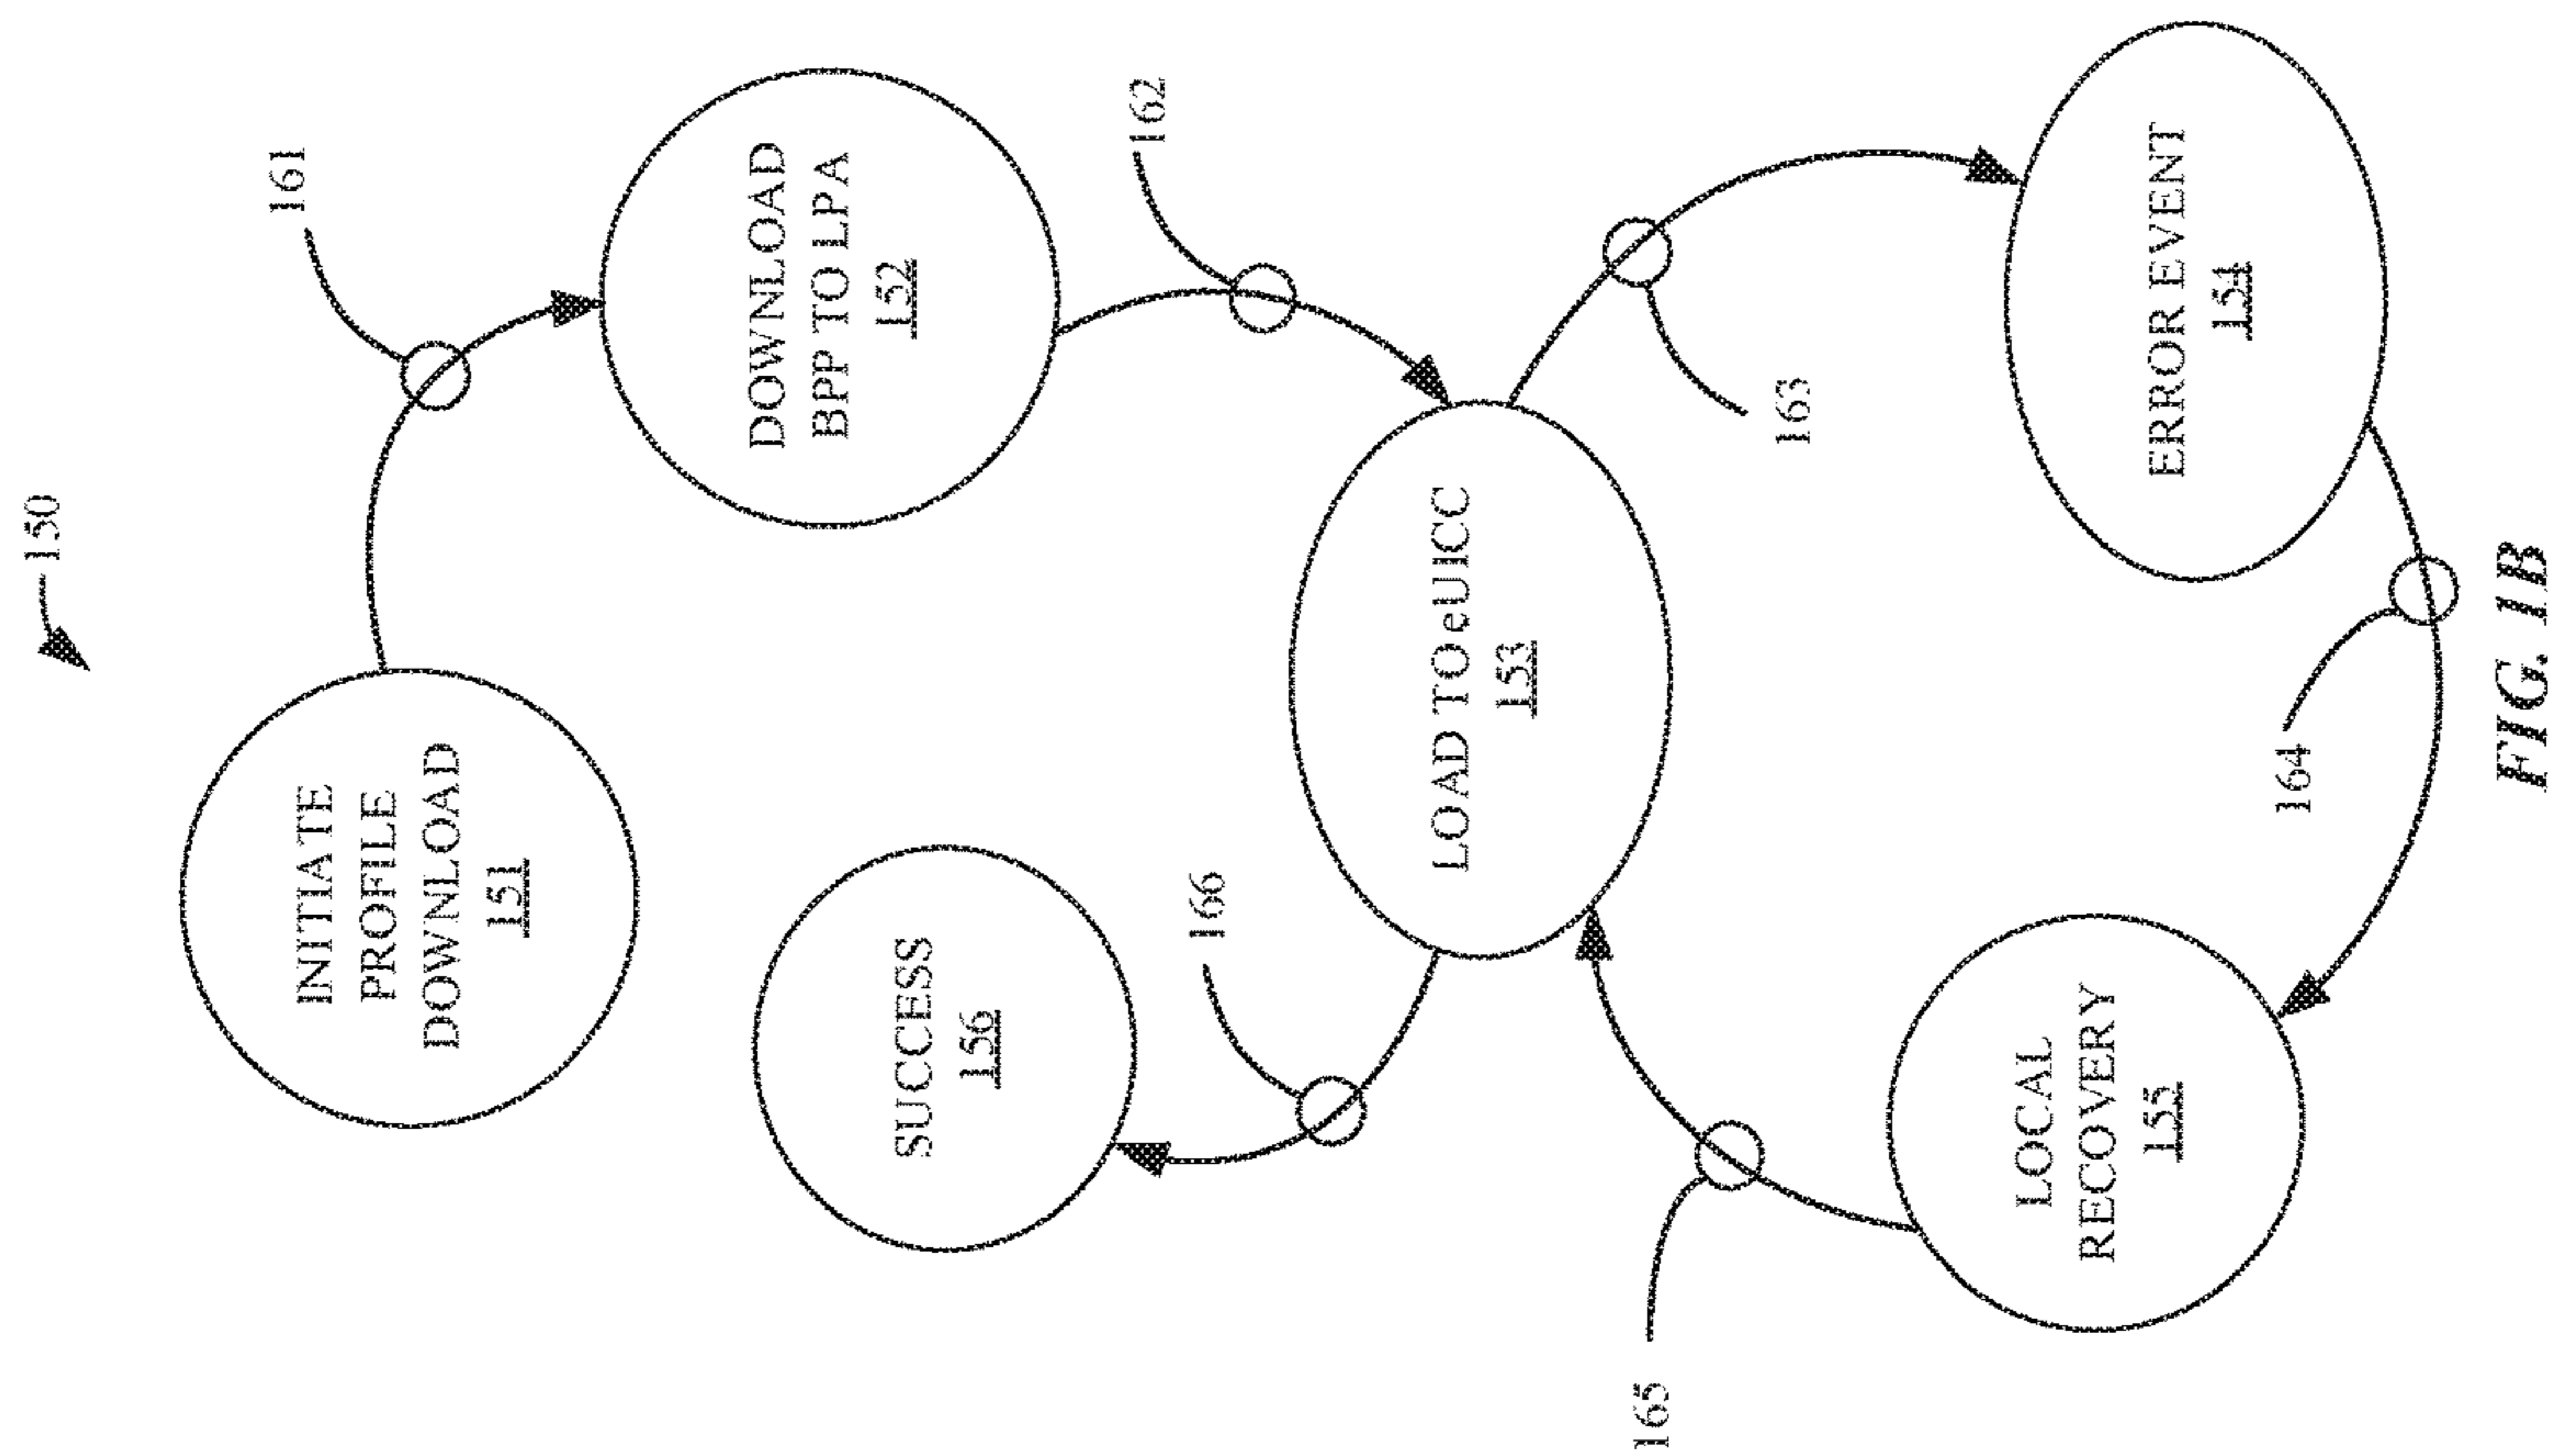 150
161
INITIATE
PROFILE
DOWNLOAD
151
DOWNLOAD
BPP TO LPA
152
162
SUCCESS
156
166
LOAD TO eUICC
153
163
165
LOCAL
RECOVERY
155
164
ERROR EVENT
154
FIG. 1B